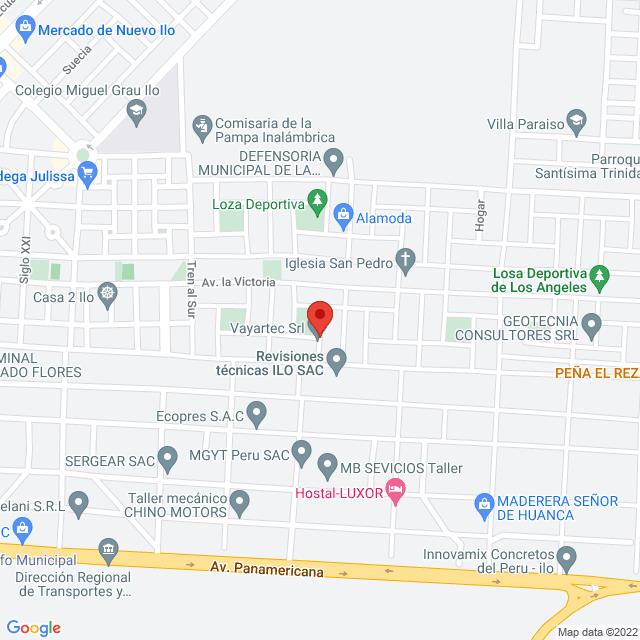 Ecua
Mercado de Nuevo Ilo
Suecia
Colegio Miguel Grau Ilo
Comisaria de la
Pampa Inalámbrica
Villa Paraiso
DEFENSORIA
MUNICIPAL DE LA...
Parroqu
Santísima Trinidad
dega Julissa
Loza Deportiva
Alamoda
Hogar
Siglo XXI
Tren al Sur
Iglesia San Pedro
Av. la Victoria
Losa Deportiva
de Los Angeles
Casa 2 Ilo
Vayartec Srl
GEOTECNIA
CONSULTORES SRL
MINAL
ADO FLORES
Revisiones
técnicas ILO SAC
PEÑA EL REZ
Ecopres S.A.C
MGYT Peru SAC
SERGEAR SAC
MB SEVICIOS Taller
Hostal-LUXOR
elani S.R.L
Taller mecánico
CHINO MOTORS
MADERERA SEÑOR
DE HUANCA
C
fo Municipal
Innovamix Concretos
del Peru - ilo
Av. Panamericana
Dirección Regional
de Transportes y...
Google
Map data ©2022